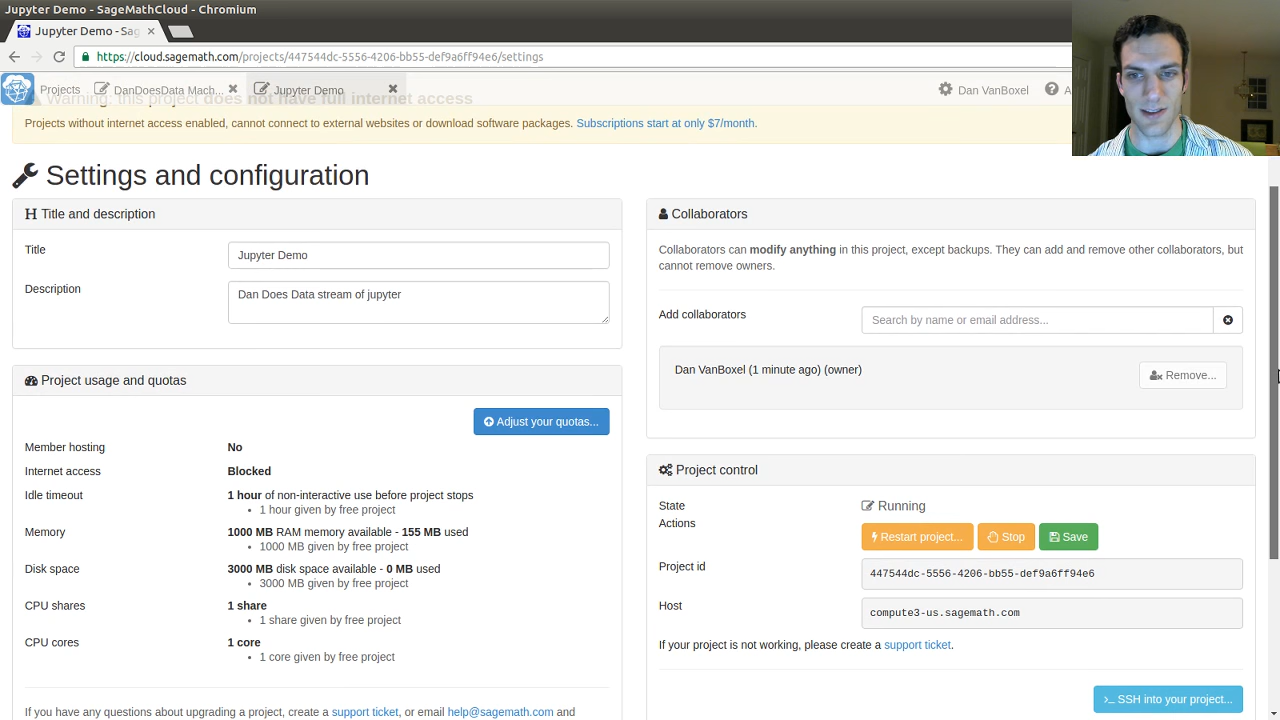 Jupyter Demo - SageMathCloud - Chromium
Jupyter Demo - Sag
https://cloud.sagemath.com/projects/447544dc-5556-4206-bb55-def9a6ff94e6/settings
Projects DanDoesData Mach... Jupyter Demo Dan VanBoxel ? A
Warning: this project does not have full internet access
Projects without internet access enabled, cannot connect to external websites or download software packages. Subscriptions start at only $7/month.
Settings and configuration
H Title and description
Title Jupyter Demo
Description Dan Does Data stream of jupyter
Project usage and quotas
Adjust your quotas...
Member hosting No
Internet access Blocked
Idle timeout 1 hour of non-interactive use before project stops
• 1 hour given by free project
Memory 1000 MB RAM memory available - 155 MB used
• 1000 MB given by free project
Disk space 3000 MB disk space available - 0 MB used
• 3000 MB given by free project
CPU shares 1 share
• 1 share given by free project
CPU cores 1 core
• 1 core given by free project
If you have any questions about upgrading a project, create a support ticket, or email help@sagemath.com and
Collaborators
Collaborators can modify anything in this project, except backups. They can add and remove other collaborators, but
cannot remove owners.
Add collaborators Search by name or email address...
Dan VanBoxel (1 minute ago) (owner) Remove...
Project control
State Running
Actions Restart project... Stop Save
Project id 447544dc-5556-4206-bb55-def9a6ff94e6
Host compute3-us.sagemath.com
If your project is not working, please create a support ticket.
SSH into your project...